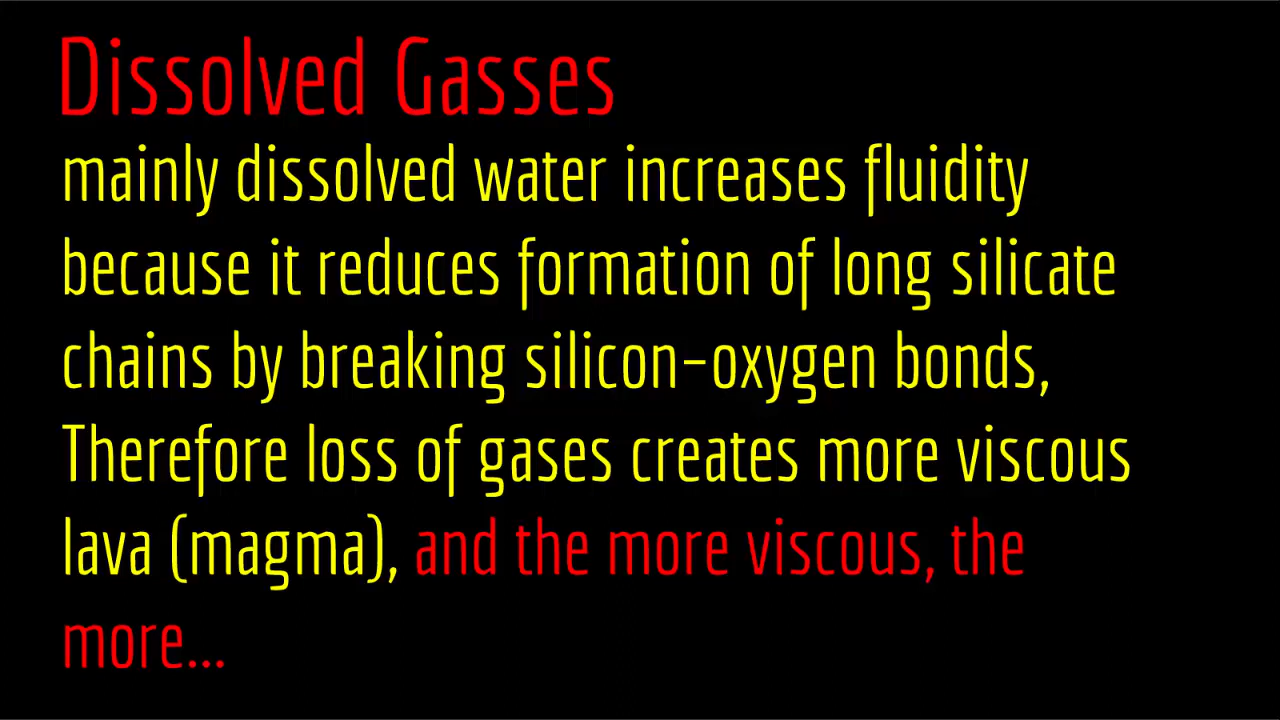 Dissolved Gasses
mainly dissolved water increases fluidity
because it reduces formation of long silicate
chains by breaking silicon-oxygen bonds,
Therefore loss of gases creates more viscous
lava (magma), and the more viscous, the
more...